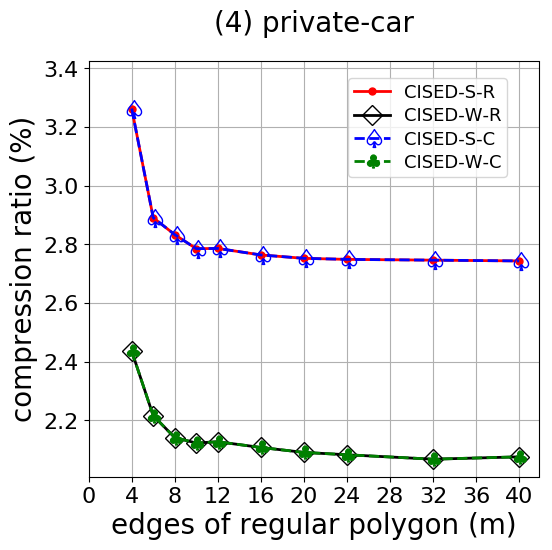 (4) private-car
compression ratio (%)
3.4
3.2
3.0
2.8
2.6
2.4
2.2
CISED-S-R
CISED-W-R
CISED-S-C
CISED-W-C
0 4 8 12 16 20 24 28 32 36 40
edges of regular polygon (m)